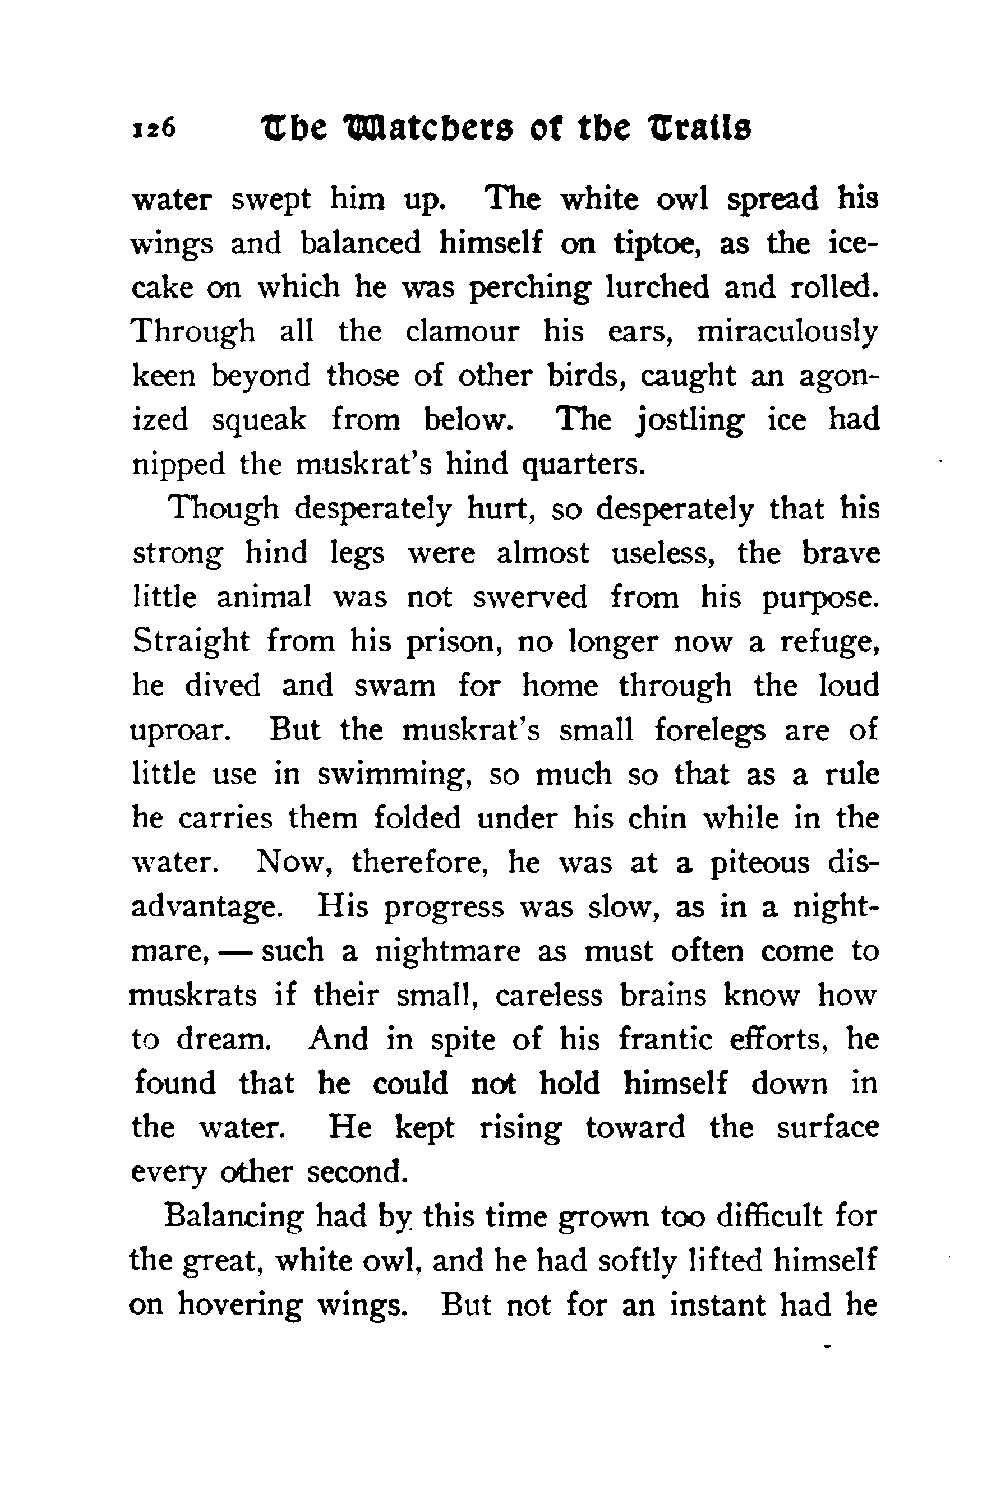 126 The Watchers of the Trails
water swept him up. The white owl spread his
wings and balanced himself on tiptoe, as the ice-
cake on which he was perching lurched and rolled.
Through all the clamour his ears, miraculously
keen beyond those of other birds, caught an agon-
ized squeak from below. The jostling ice had
nipped the muskrat's hind quarters.
Though desperately hurt, so desperately that his
strong hind legs were almost useless, the brave
little animal was not swerved from his purpose.
Straight from his prison, no longer now a refuge,
he dived and swam for home through the loud
uproar. But the muskrat's small forelegs are of
little use in swimming, so much so that as a rule
he carries them folded under his chin while in the
water. Now, therefore, he was at a piteous dis-
advantage. His progress was slow, as in a night-
mare, — such a nightmare as must often come to
muskrats if their small, careless brains know how
to dream. And in spite of his frantic efforts, he
found that he could not hold himself down in
the water. He kept rising toward the surface
every other second.
Balancing had by this time grown too difficult for
the great, white owl, and he had softly lifted himself
on hovering wings. But not for an instant had he